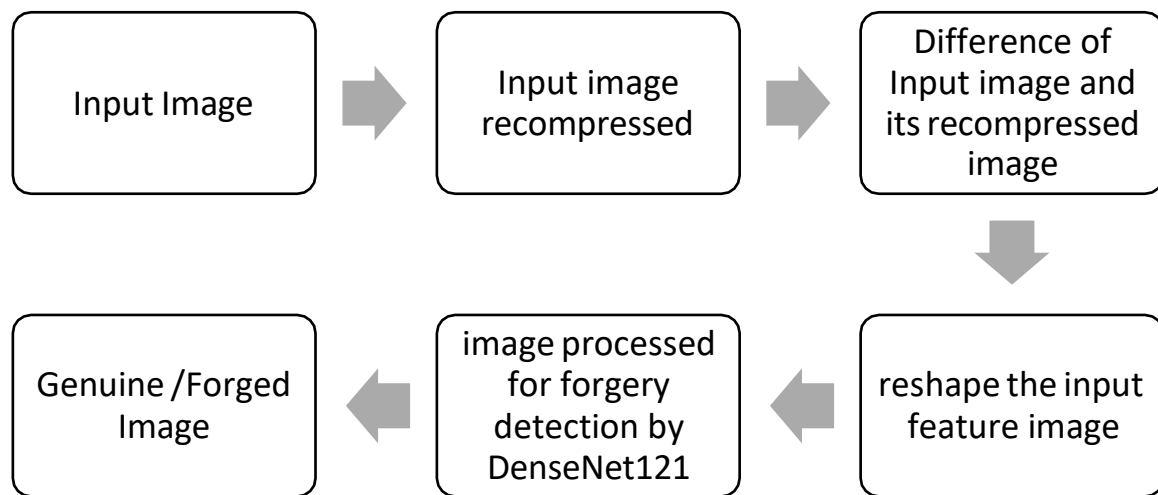 Input Image
Input image
recompressed
Difference of
Input image and
its recompressed
image
reshape the input
feature image
image processed
for forgery
detection by
DenseNet121
Genuine /Forged
Image